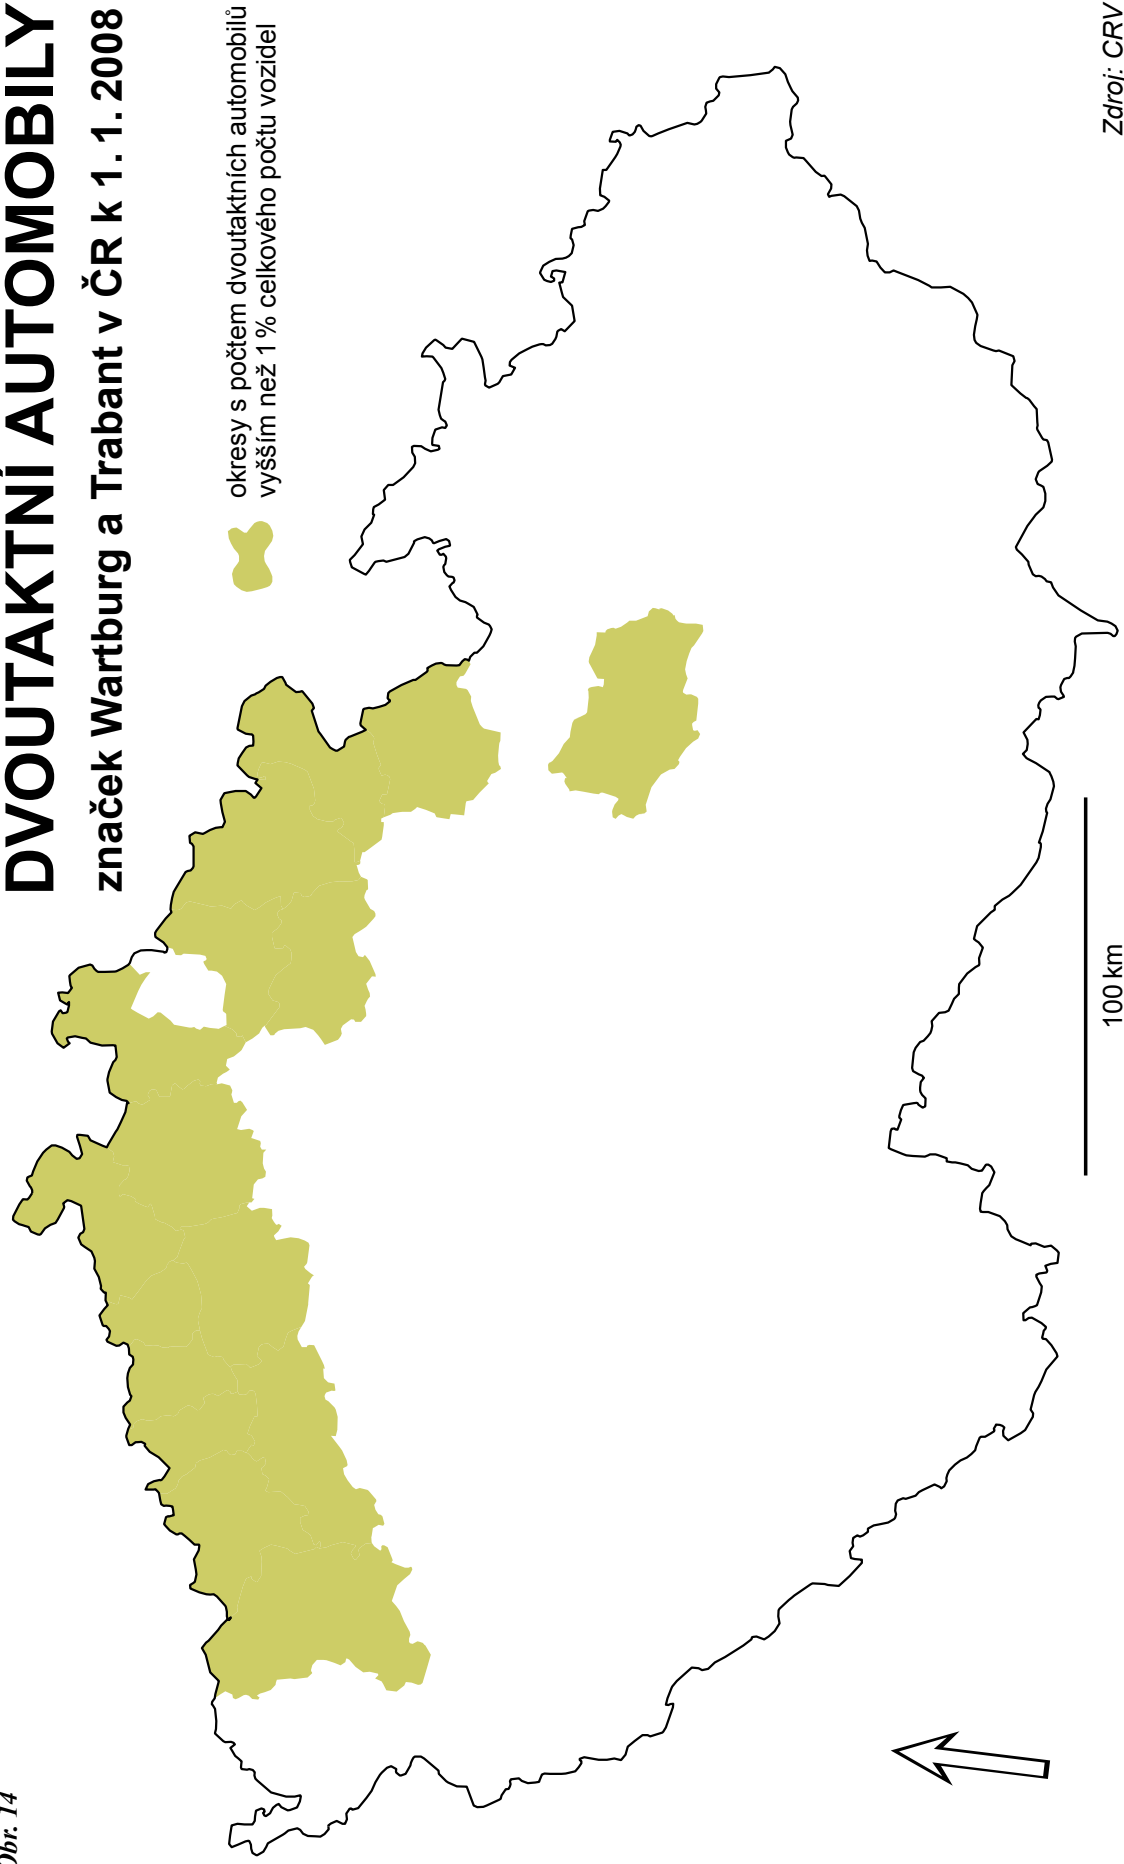 Obr. 14
DVOUTAKTNÍ AUTOMOBILY
značek Wartburg a Trabant v ČR k 1. 1. 2008
okresy s počtem dvoutaktních automobilů
vyšším než 1 % celkového počtu vozidel
100 km
Zdroj: CRV